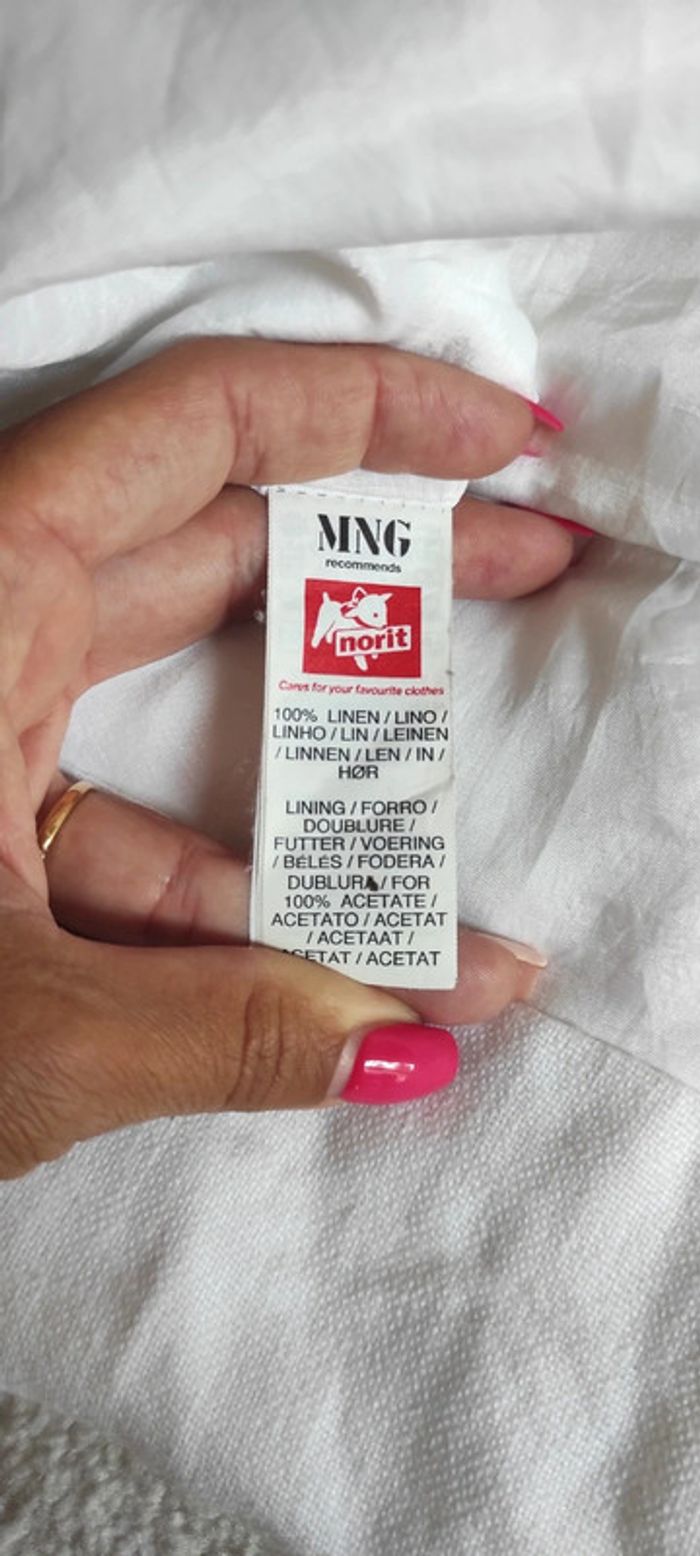 MNG
recommends
norit
Cares for your favourite clothes
100% LINEN / LINO /
LINHO / LIN / LEINEN
/ LINNEN / LEN / IN /
HØR
LINING / FORRO /
DOUBLURE /
FUTTER / VOERING
/ BÉLÉS / FODERA /
DUBLURA / FOR
100% ACETATE /
ACETATO / ACETAT
/ ACETAAT /
/ ACETAT